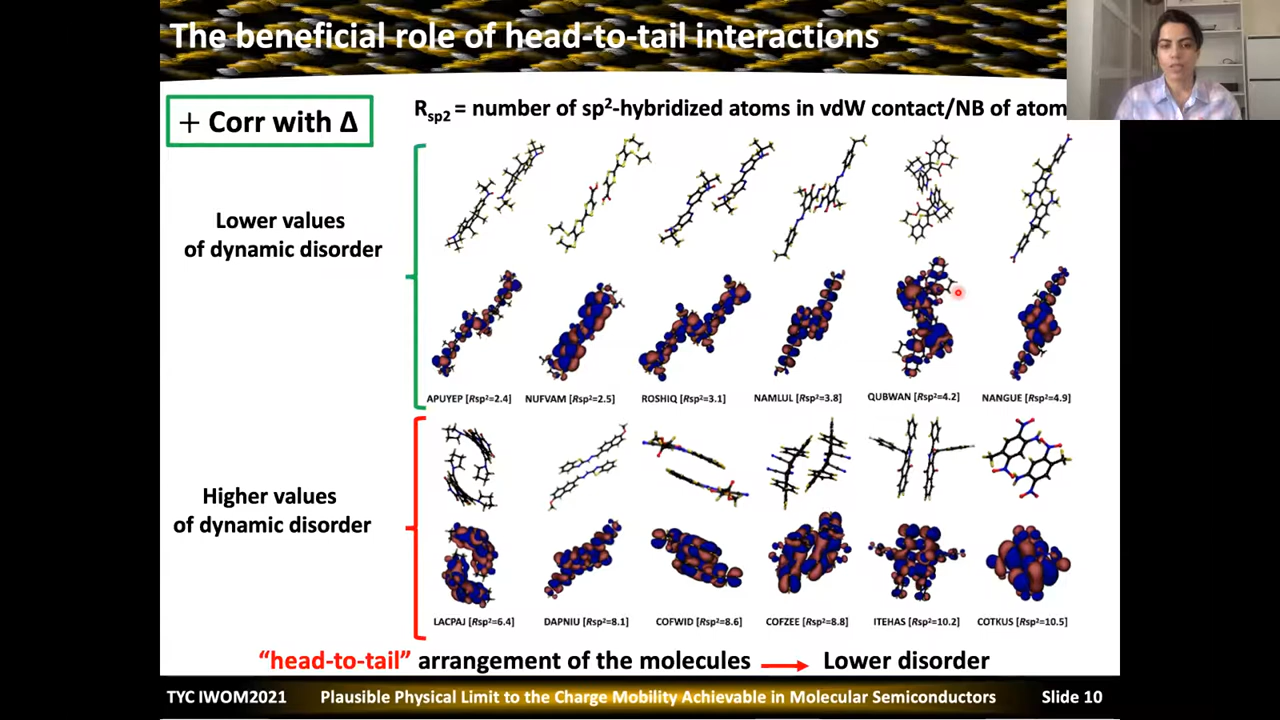 The beneficial role of head-to-tail interactions
+ Corr with Δ
Rsp2 = number of sp²-hybridized atoms in vdW contact/NB of atom
Lower values
of dynamic disorder
APUYEP [Rsp²=2.4] NUFVAM [Rsp²=2.5] ROSHIQ [Rsp²=3.1] NAMLUL [Rsp²=3.8] QUBWAN [Rsp²=4.2] NANGUE [Rsp²=4.9]
Higher values
of dynamic disorder
LACPAJ [Rsp²=6.4] DAPNIU [Rsp²=8.1] COFWID [Rsp²=8.6] COFZEE [Rsp²=8.8] ITEHAS [Rsp²=10.2] COTKUS [Rsp²=10.5]
“head-to-tail” arrangement of the molecules → Lower disorder
TYC IWOM2021 Plausible Physical Limit to the Charge Mobility Achievable in Molecular Semiconductors Slide 10